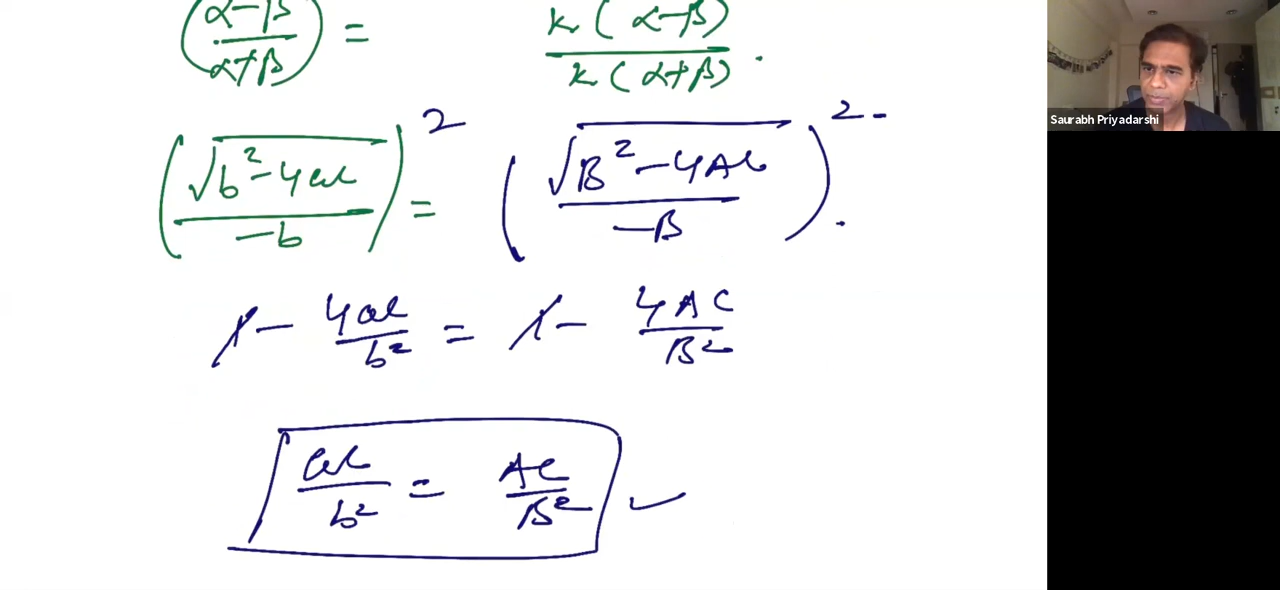 (α-β / α+β) = k(α-β) / k(α+β).
Saurabh Priyadarshi
(√(b²-4ac) / -b)² = (√(B²-4AC) / -B)².
1 - 4ac/b² = 1 - 4AC/B²
ac/b² = AC/B² ✓